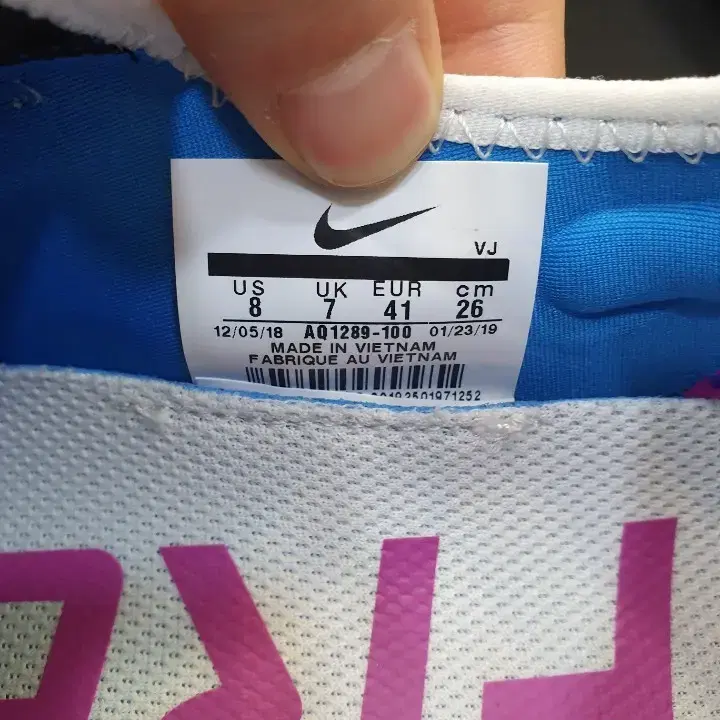 VJ
US UK EUR cm
8 7 41 26
12/05/18 AQ1289-100 01/23/19
MADE IN VIETNAM
FABRIQUE AU VIETNAM